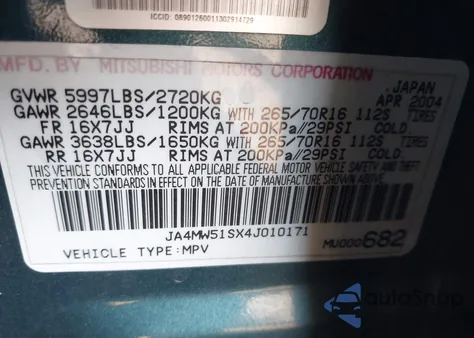 ICCID: 089012600113029147​29
MFD. BY MITSUBISHI MOTORS CORPORATION
JAPAN
GVWR 5997LBS/2720KG APR 2004
GAWR 2646LBS/1200KG WITH 265/70R16 112S TIRES
FR 16X7JJ RIMS AT 200KPa//29PSI COLD
GAWR 3638LBS/1650KG WITH 265/70R16 112S TIRES
RR 16X7JJ RIMS AT 200KPa//29PSI COLD
THIS VEHICLE CONFORMS TO ALL APPLICABLE FEDERAL MOTOR VEHICLE SAFETY AND THEFT
PREVENTION STANDARDS IN EFFECT ON THE DATE OF MANUFACTURE SHOWN ABOVE.
JA4MW51SX4J010171
VEHICLE TYPE:MPV
MU000682
autoSnap